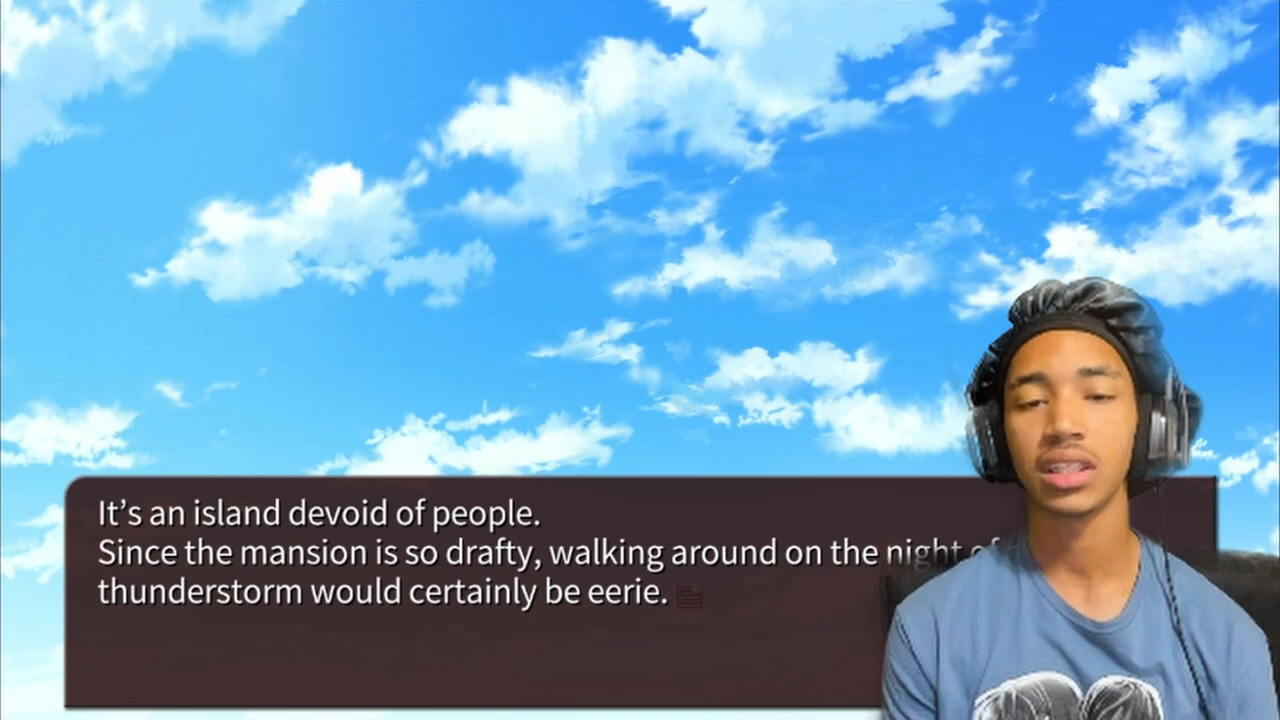 It’s an island devoid of people.
Since the mansion is so drafty, walking around on the night of
thunderstorm would certainly be eerie.